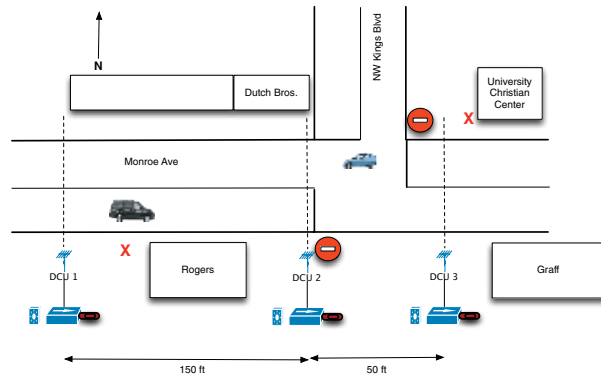 N
NW Kings Blvd
Dutch Bros.
University
Christian
Center
X
Monroe Ave
X
Rogers
Graff
DCU 1
DCU 2
DCU 3
150 ft
50 ft